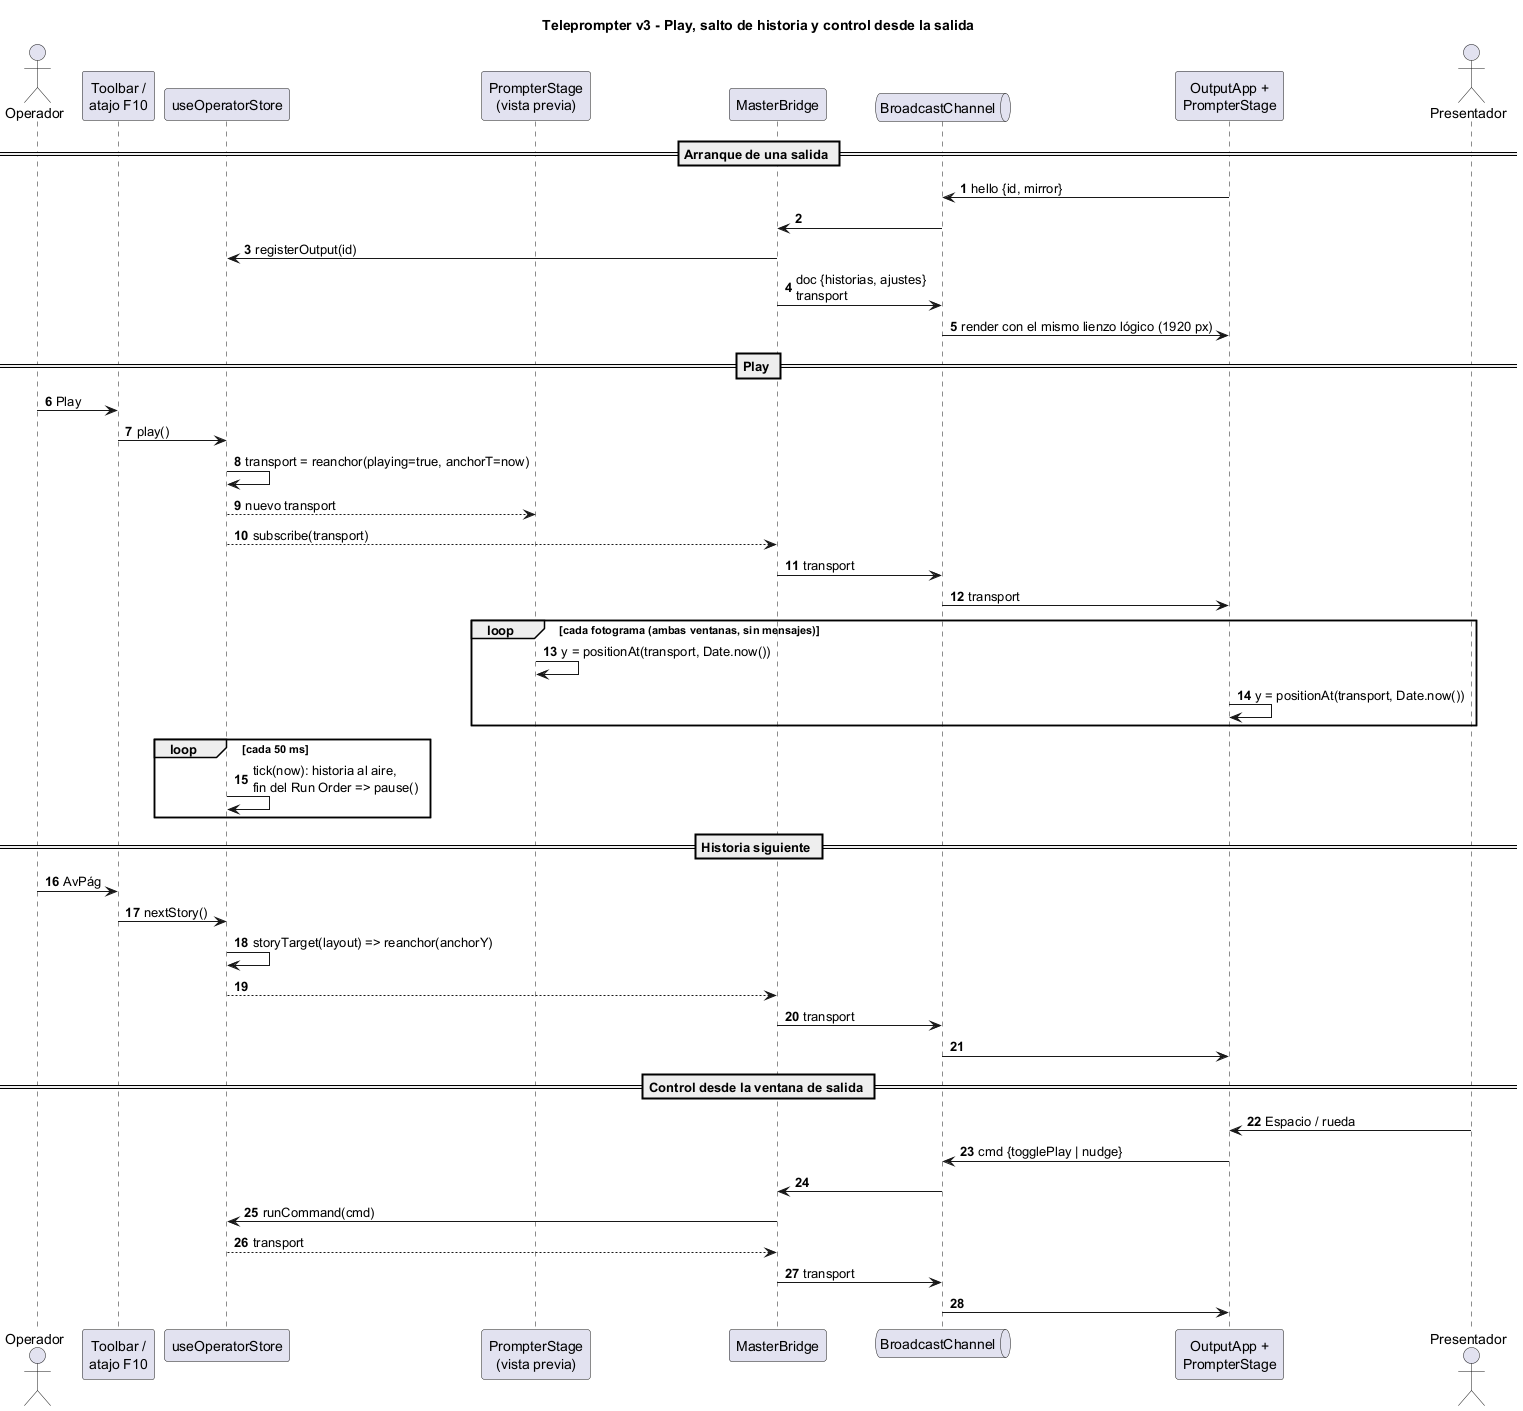 Teleprompter v3 - Play, salto de historia y control desde la salida
Operador
Toolbar /
atajo F10
useOperatorStore
PrompterStage
(vista previa)
MasterBridge
BroadcastChannel
OutputApp +
PrompterStage
Presentador
Arranque de una salida
1 hello {id, mirror}
2
3 registerOutput(id)
4 doc {historias, ajustes}
transport
5 render con el mismo lienzo lógico (1920 px)
Play
6 Play
7 play()
8 transport = reanchor(playing=true, anchorT=now)
9 nuevo transport
10 subscribe(transport)
11 transport
12 transport
loop [cada fotograma (ambas ventanas, sin mensajes)]
13 y = positionAt(transport, Date.now())
14 y = positionAt(transport, Date.now())
loop [cada 50 ms]
15 tick(now): historia al aire,
fin del Run Order => pause()
Historia siguiente
16 AvPág
17 nextStory()
18 storyTarget(layout) => reanchor(anchorY)
19
20 transport
21
Control desde la ventana de salida
22 Espacio / rueda
23 cmd {togglePlay | nudge}
24
25 runCommand(cmd)
26 transport
27 transport
28
Operador
Toolbar /
atajo F10
useOperatorStore
PrompterStage
(vista previa)
MasterBridge
BroadcastChannel
OutputApp +
PrompterStage
Presentador